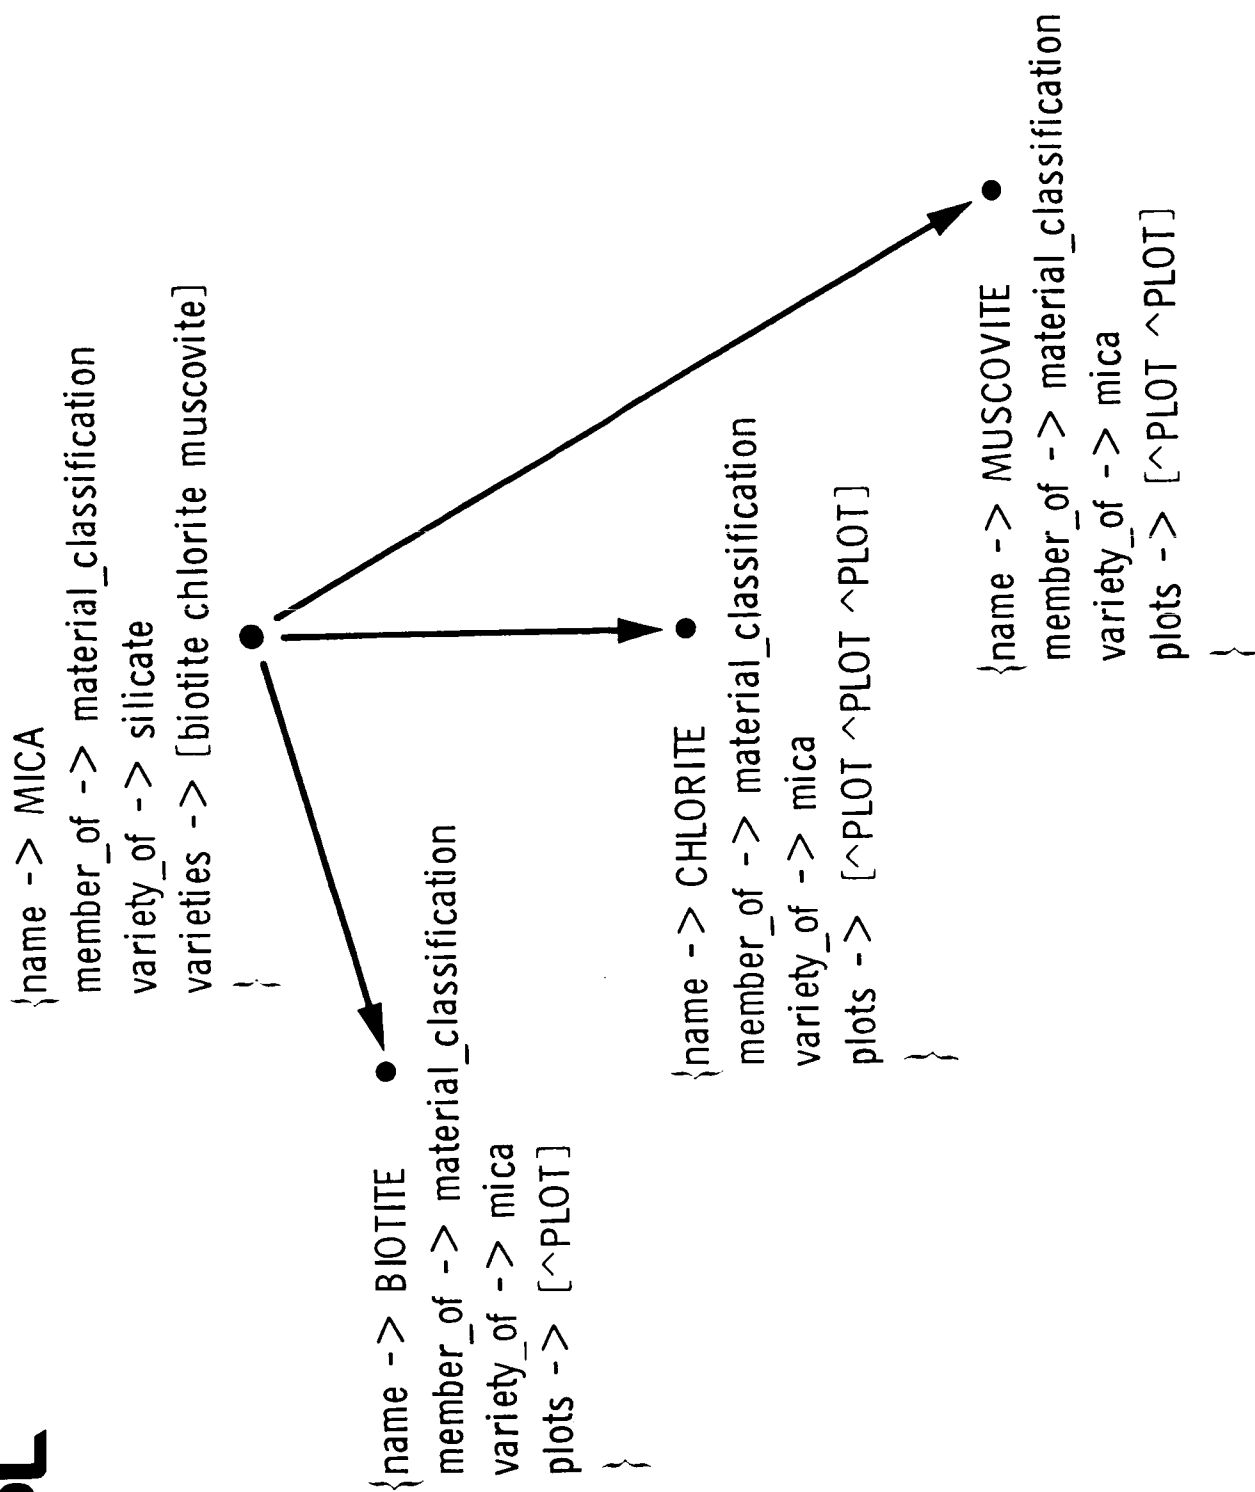 {name -> MICA
member_of -> material_classification
variety_of -> silicate
varieties -> [biotite chlorite muscovite]
}
{name -> BIOTITE
member_of -> material_classification
variety_of -> mica
plots -> [^PLOT]
}
{name -> CHLORITE
member_of -> material_classification
variety_of -> mica
plots -> [^PLOT ^PLOT ^PLOT]
}
{name -> MUSCOVITE
member_of -> material_classification
variety_of -> mica
plots -> [^PLOT ^PLOT]
}